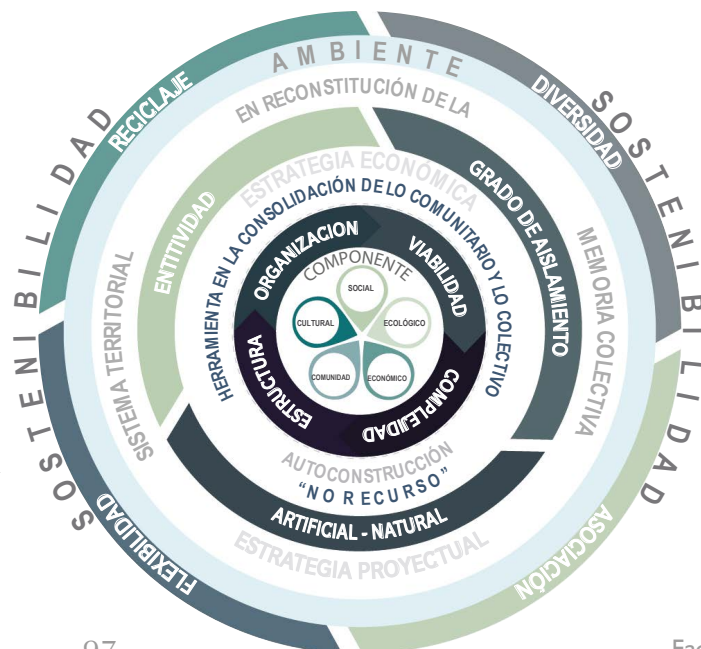 AMBIENTE
SOSTENIBILIDAD
SOSTENIBILIDAD
RECICLAJE
DIVERSIDAD
FLEXIBILIDAD
ASOCIACIÓN
EN RECONSTITUCIÓN DE LA
MEMORIA COLECTIVA
SISTEMA TERRITORIAL
ESTRATEGIA PROYECTUAL
ENTITIVIDAD
GRADO DE AISLAMIENTO
ARTIFICIAL - NATURAL
ESTRATEGIA ECONÓMICA
HERRAMIENTA EN LA CONSOLIDACIÓN DE LO COMUNITARIO Y LO COLECTIVO
AUTOCONSTRUCCIÓN
“NO RECURSO”
ORGANIZACION
VIABILIDAD
ESTRUCTURA
COMPLEJIDAD
COMPONENTE
SOCIAL
CULTURAL
ECOLÓGICO
COMUNIDAD
ECONÓMICO